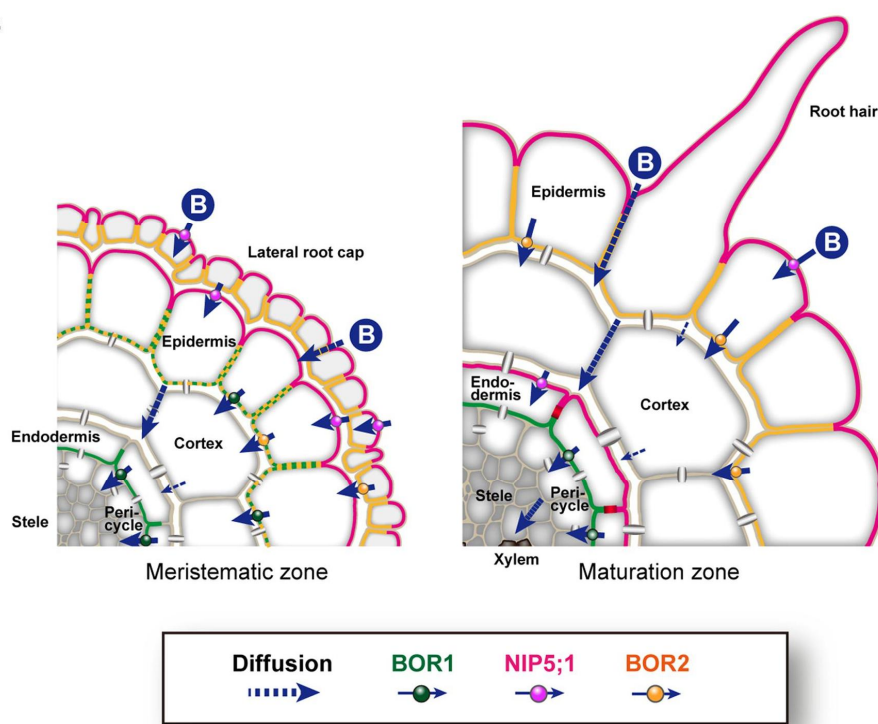 B
Lateral root cap
B
Epidermis
Cortex
Endodermis
Peri-
cycle
Stele
Meristematic zone
Root hair
B
Epidermis
B
Endo-
dermis
Cortex
Stele
Peri-
cycle
Xylem
Maturation zone
Diffusion
BOR1
NIP5;1
BOR2